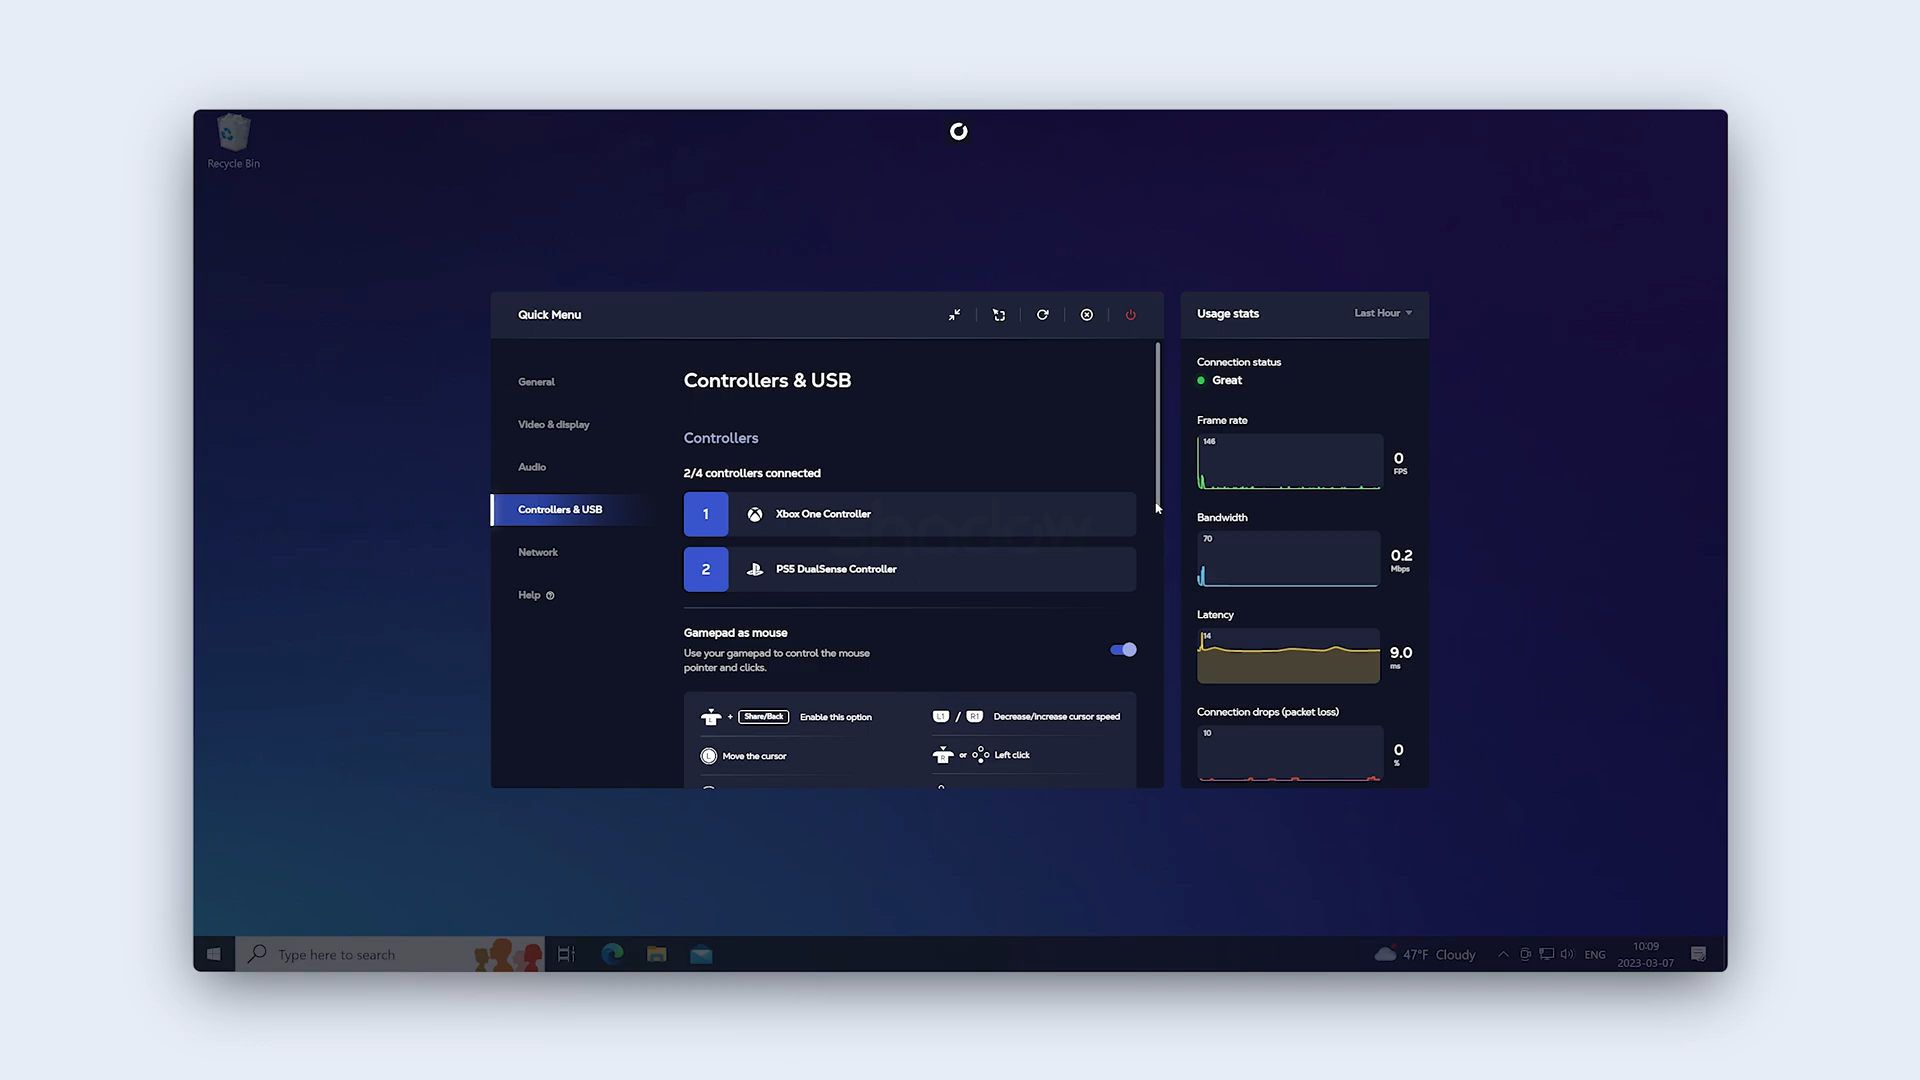 Recycle Bin
Quick Menu
General
Video & display
Audio
Controllers & USB
Network
Help
Controllers & USB
Controllers
2/4 controllers connected
1 Xbox One Controller
2 PS5 DualSense Controller
Gamepad as mouse
Use your gamepad to control the mouse
pointer and clicks.
L + Share/Back Enable this option
L1 / R1 Decrease/increase cursor speed
L Move the cursor
R or Left click
shadow
Usage stats
Last Hour
Connection status
Great
Frame rate
146
0
FPS
Bandwidth
70
0.2
Mbps
Latency
14
9.0
ms
Connection drops (packet loss)
10
0
%
Type here to search
47°F Cloudy
ENG
10:09
2023-03-07